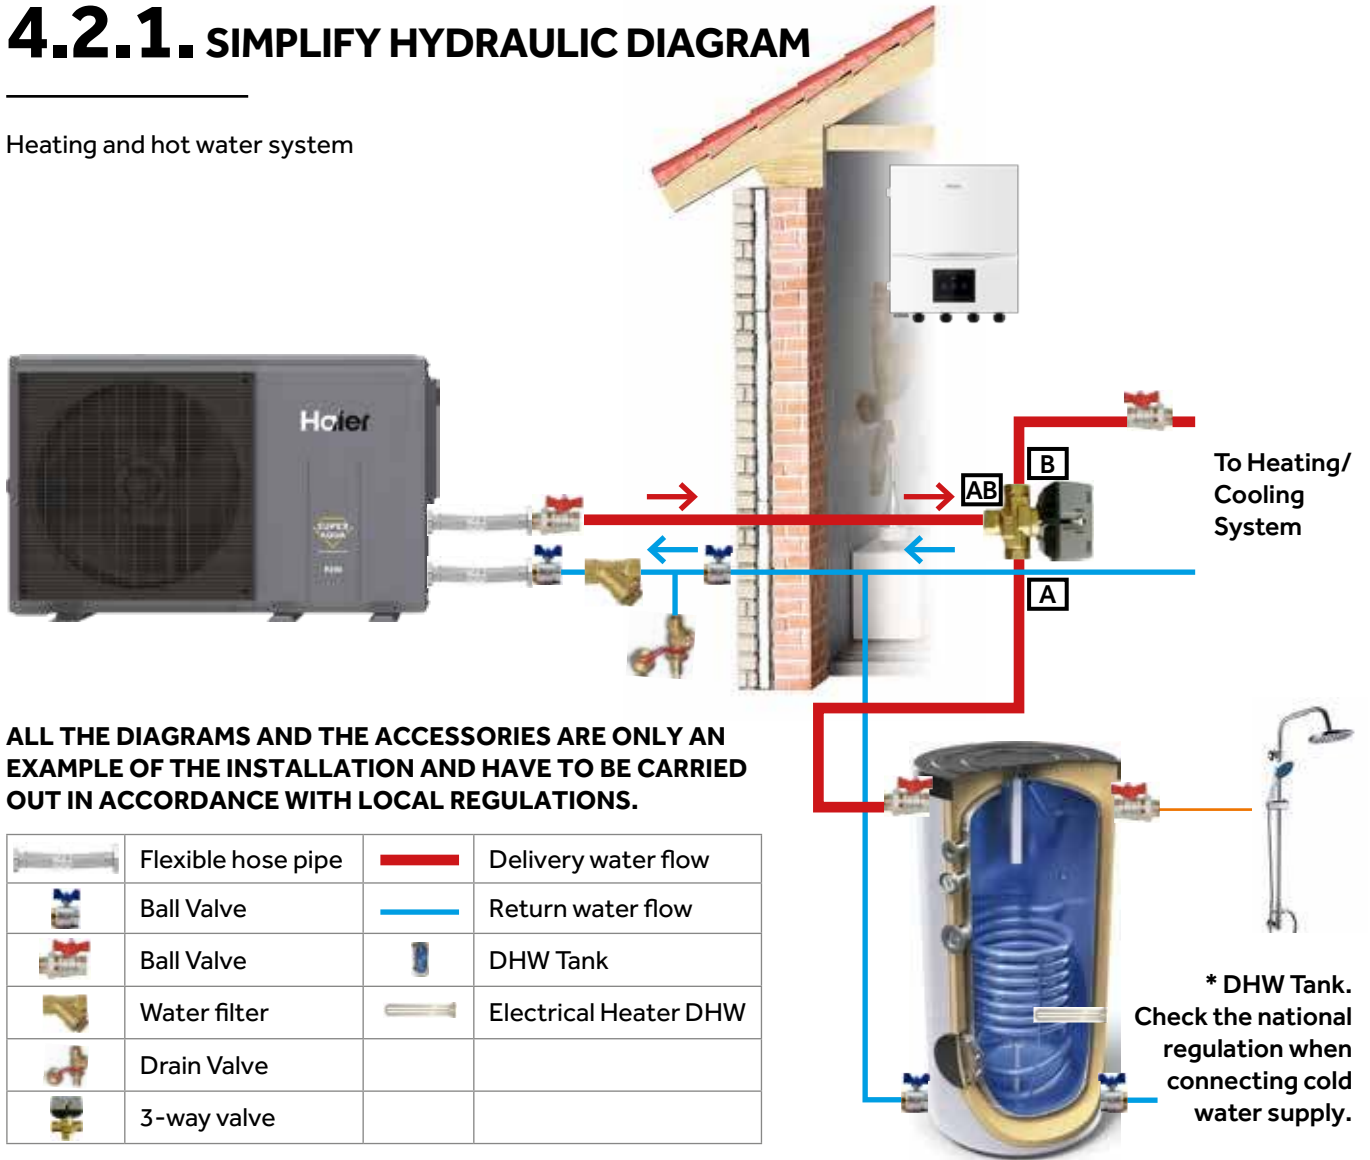 4.2.1. SIMPLIFY HYDRAULIC DIAGRAM
Heating and hot water system
Haier
SUPER
AQUA
AB
B
A
To Heating/
Cooling
System
ALL THE DIAGRAMS AND THE ACCESSORIES ARE ONLY AN
EXAMPLE OF THE INSTALLATION AND HAVE TO BE CARRIED
OUT IN ACCORDANCE WITH LOCAL REGULATIONS.
Flexible hose pipe
Delivery water flow
Ball Valve
Return water flow
Ball Valve
DHW Tank
Water filter
Electrical Heater DHW
Drain Valve
3-way valve
* DHW Tank.
Check the national
regulation when
connecting cold
water supply.